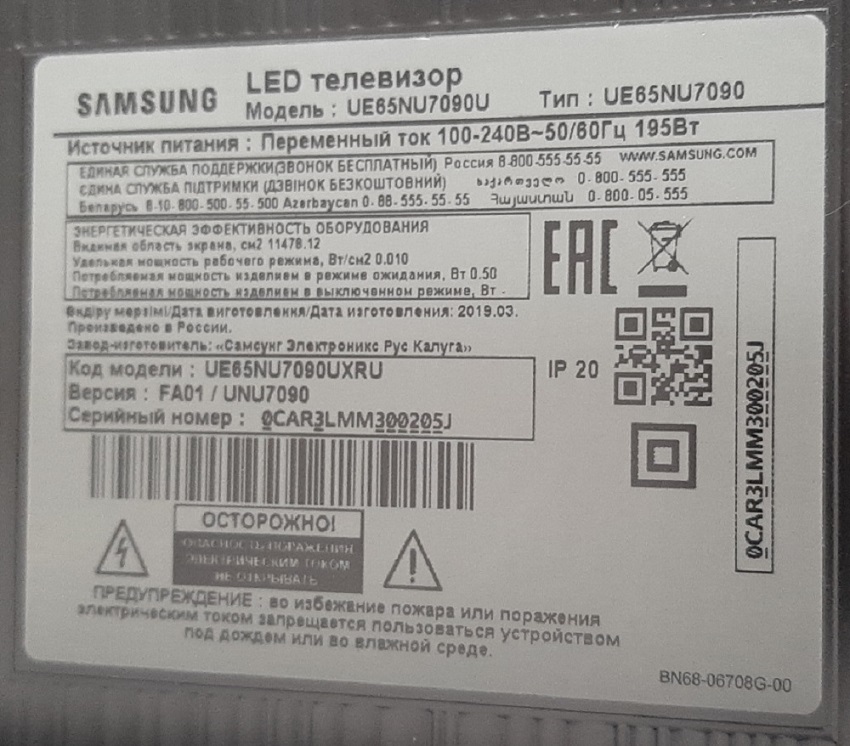 SAMSUNG
LED телевизор
Модель : UE65NU7090U Тип : UE65NU7090
Источник питания : Переменный ток 100-240В~50/60Гц 195Вт
ЕДИНАЯ СЛУЖБА ПОДДЕРЖКИ(ЗВОНОК БЕСПЛАТНЫЙ) Россия 8-800-555-55-55 WWW.SAMSUNG.COM
ЄДИНА СЛУЖБА ПІДТРИМКИ (ДЗВІНОК БЕЗКОШТОВНИЙ) საქართველო 0-800-555-555
Беларусь 8-10-800-500-55-500 Azərbaycan 0-88-555-55-55 Հայաստան 0-800-05-555
ЭНЕРГЕТИЧЕСКАЯ ЭФФЕКТИВНОСТЬ ОБОРУДОВАНИЯ
Видимая область экрана, см2 11478.12
Удельная мощность рабочего режима, Вт/см2 0.010
Потребляемая мощность изделием в режиме ожидания, Вт 0.50
Потребляемая мощность изделием в выключенном режиме, Вт -
Өндіру мерзімі/Дата виготовлення/Дата изготовления: 2019.03.
Произведено в России.
Завод-изготовитель: «Самсунг Электроникс Рус Калуга»
EAC
Код модели : UE65NU7090UXRU
Версия : FA01 / UNU7090
Серийный номер : 0CAR3LMM300205J
IP 20
0CAR3LMM300205J
ОСТОРОЖНО!
ОПАСНОСТЬ ПОРАЖЕНИЯ
ЭЛЕКТРИЧЕСКИМ ТОКОМ
НЕ ОТКРЫВАТЬ
ПРЕДУПРЕЖДЕНИЕ : во избежание пожара или поражения
электрическим током запрещается пользоваться устройством
под дождем или во влажной среде.
BN68-06708G-00